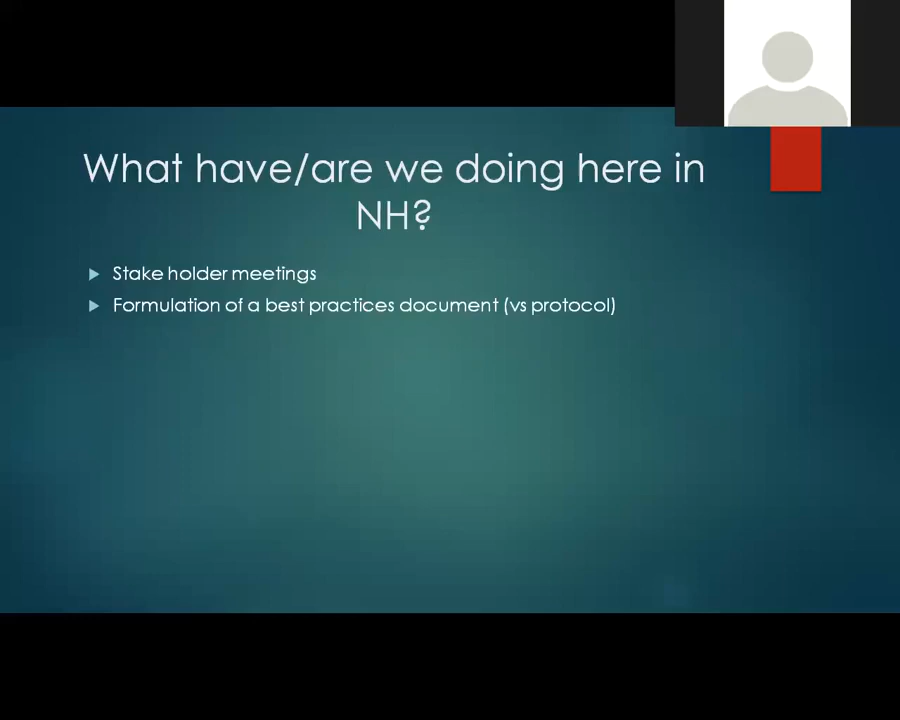 What have/are we doing here in
NH?
Stake holder meetings
Formulation of a best practices document (vs protocol)